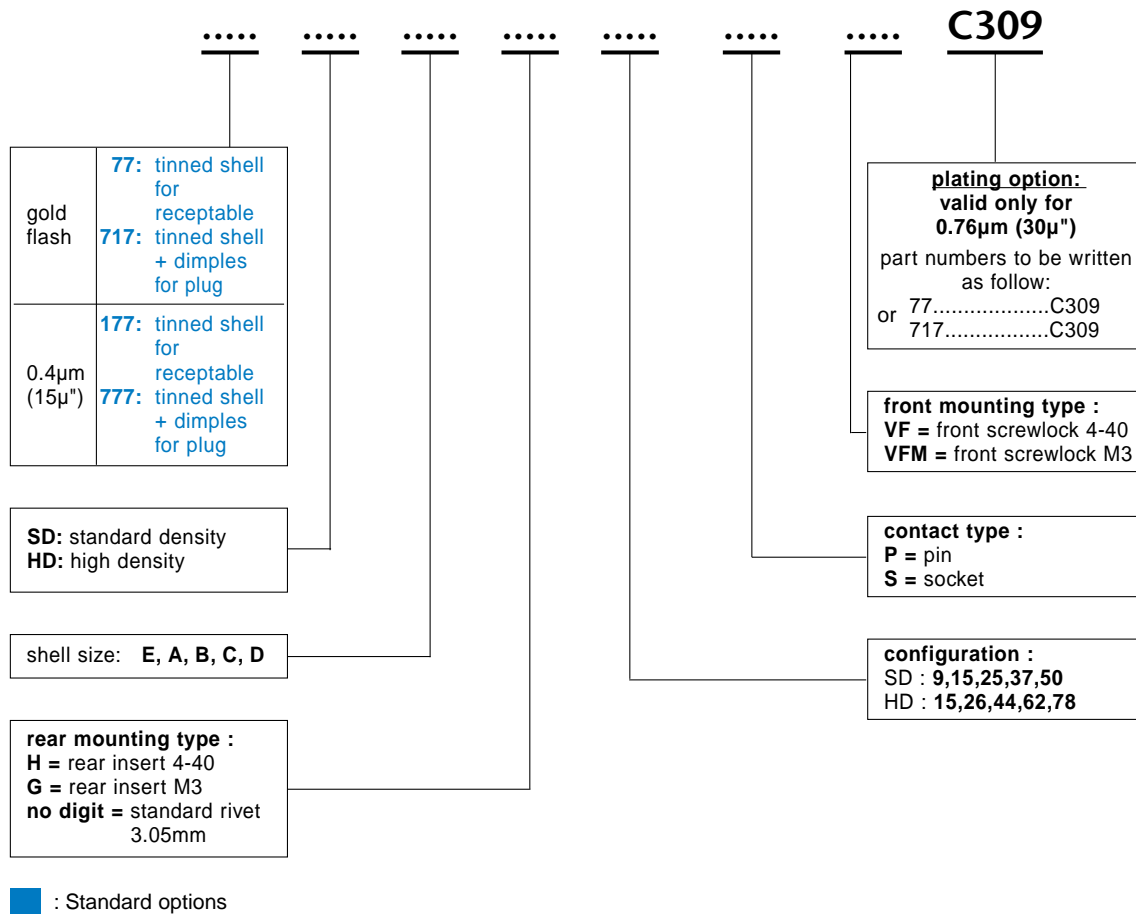 ..... ..... ..... ..... ..... ..... ..... C309
gold
flash
77: tinned shell
for
receptable
717: tinned shell
+ dimples
for plug
0.4µm
(15µ")
177: tinned shell
for
receptable
777: tinned shell
+ dimples
for plug
SD: standard density
HD: high density
shell size: E, A, B, C, D
rear mounting type :
H = rear insert 4-40
G = rear insert M3
no digit = standard rivet
3.05mm
plating option:
valid only for
0.76µm (30µ")
part numbers to be written
as follow:
or 77...................C309
717.................C309
front mounting type :
VF = front screwlock 4-40
VFM = front screwlock M3
contact type :
P = pin
S = socket
configuration :
SD : 9,15,25,37,50
HD : 15,26,44,62,78
: Standard options